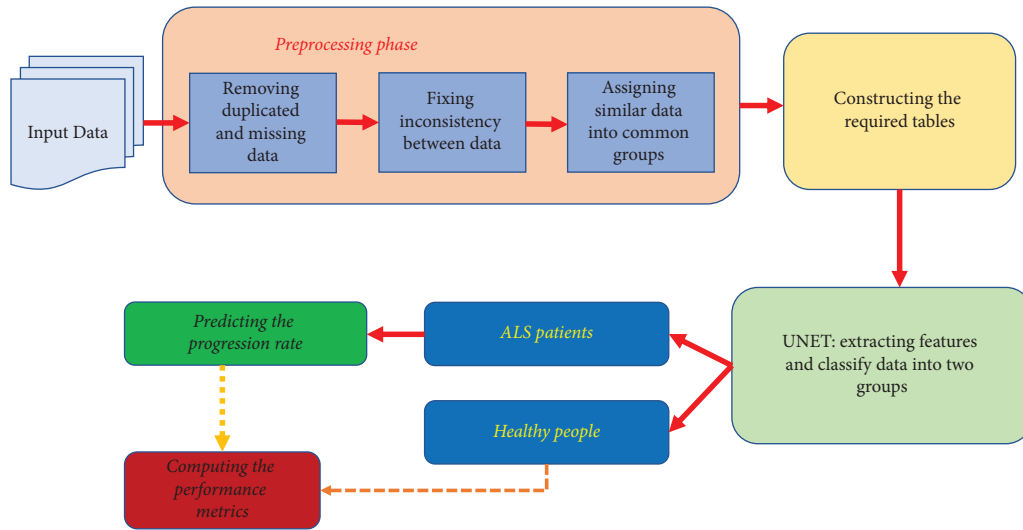 Input Data
Preprocessing phase
Removing
duplicated
and missing
data
Fixing
inconsistency
between data
Assigning
similar data
into common
groups
Constructing the
required tables
UNET: extracting features
and classify data into two
groups
ALS patients
Healthy people
Predicting the
progression rate
Computing the
performance
metrics